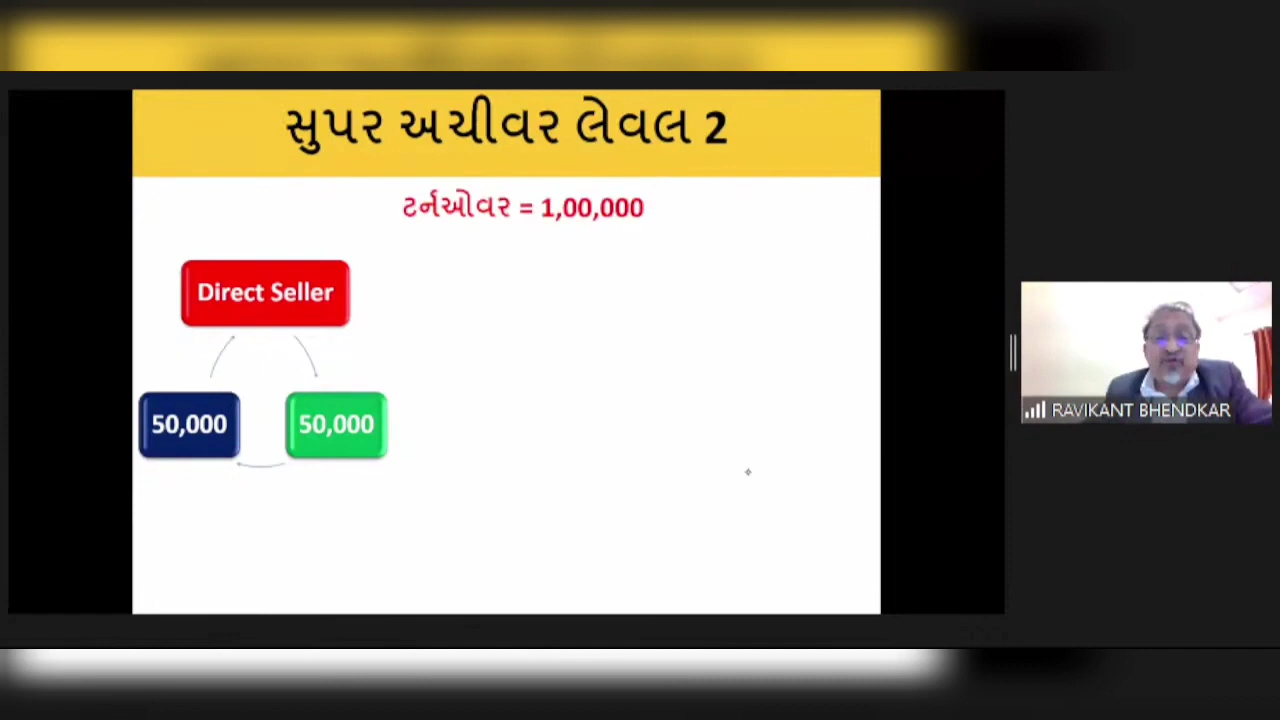 સુપર અચીવર લેવલ 2
ટર્નઓવર = 1,00,000
Direct Seller
50,000
50,000
RAVIKANT BHENDKAR